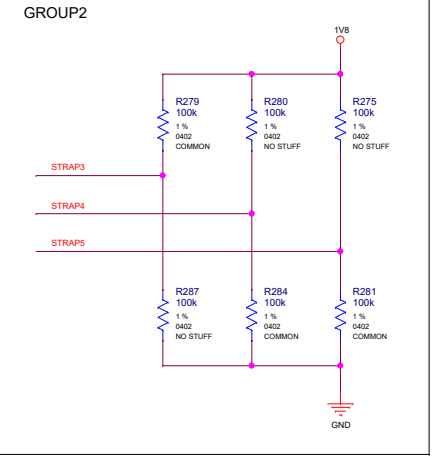 GROUP2
1V8
R279
100k
1 %
0402
COMMON
R280
100k
1 %
0402
NO STUFF
R275
100k
1 %
0402
NO STUFF
STRAP3
STRAP4
STRAP5
R287
100k
1 %
0402
NO STUFF
R284
100k
1 %
0402
COMMON
R281
100k
1 %
0402
COMMON
GND